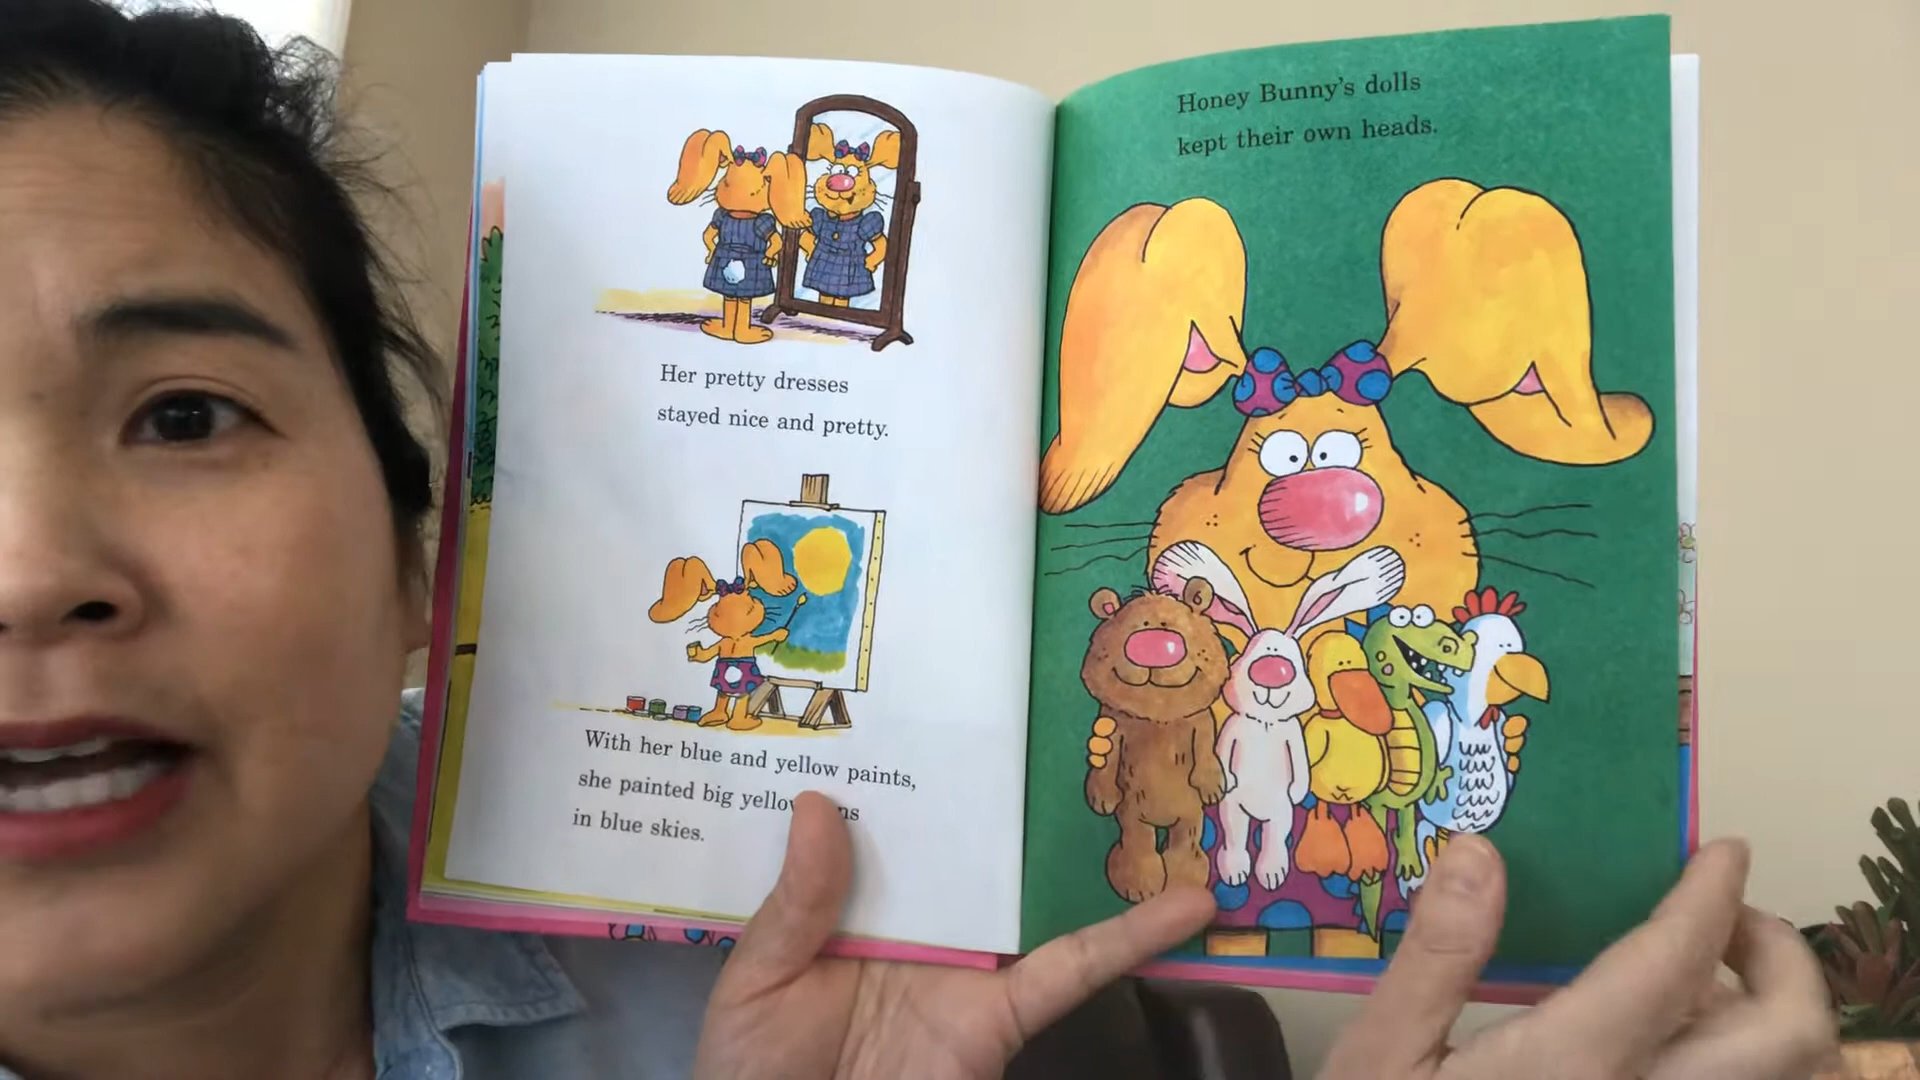 Her pretty dresses
stayed nice and pretty.
With her blue and yellow paints,
she painted big
in blue skies.
Honey Bunny's dolls
kept their own heads.